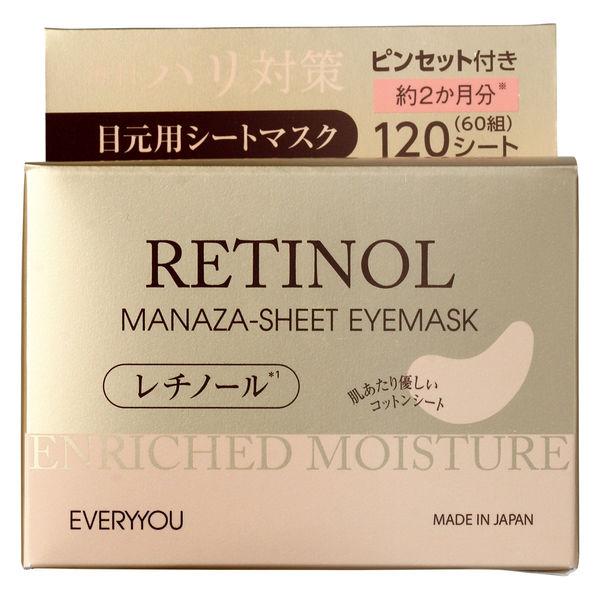 ハリ対策
ピンセット付き
約2か月分※
目元用シートマスク
120(60組)シート
RETINOL
MANAZA-SHEET EYEMASK
レチノール*1
肌あたり優しい
コットンシート
ENRICHED MOISTURE
EVERYYOU
MADE IN JAPAN